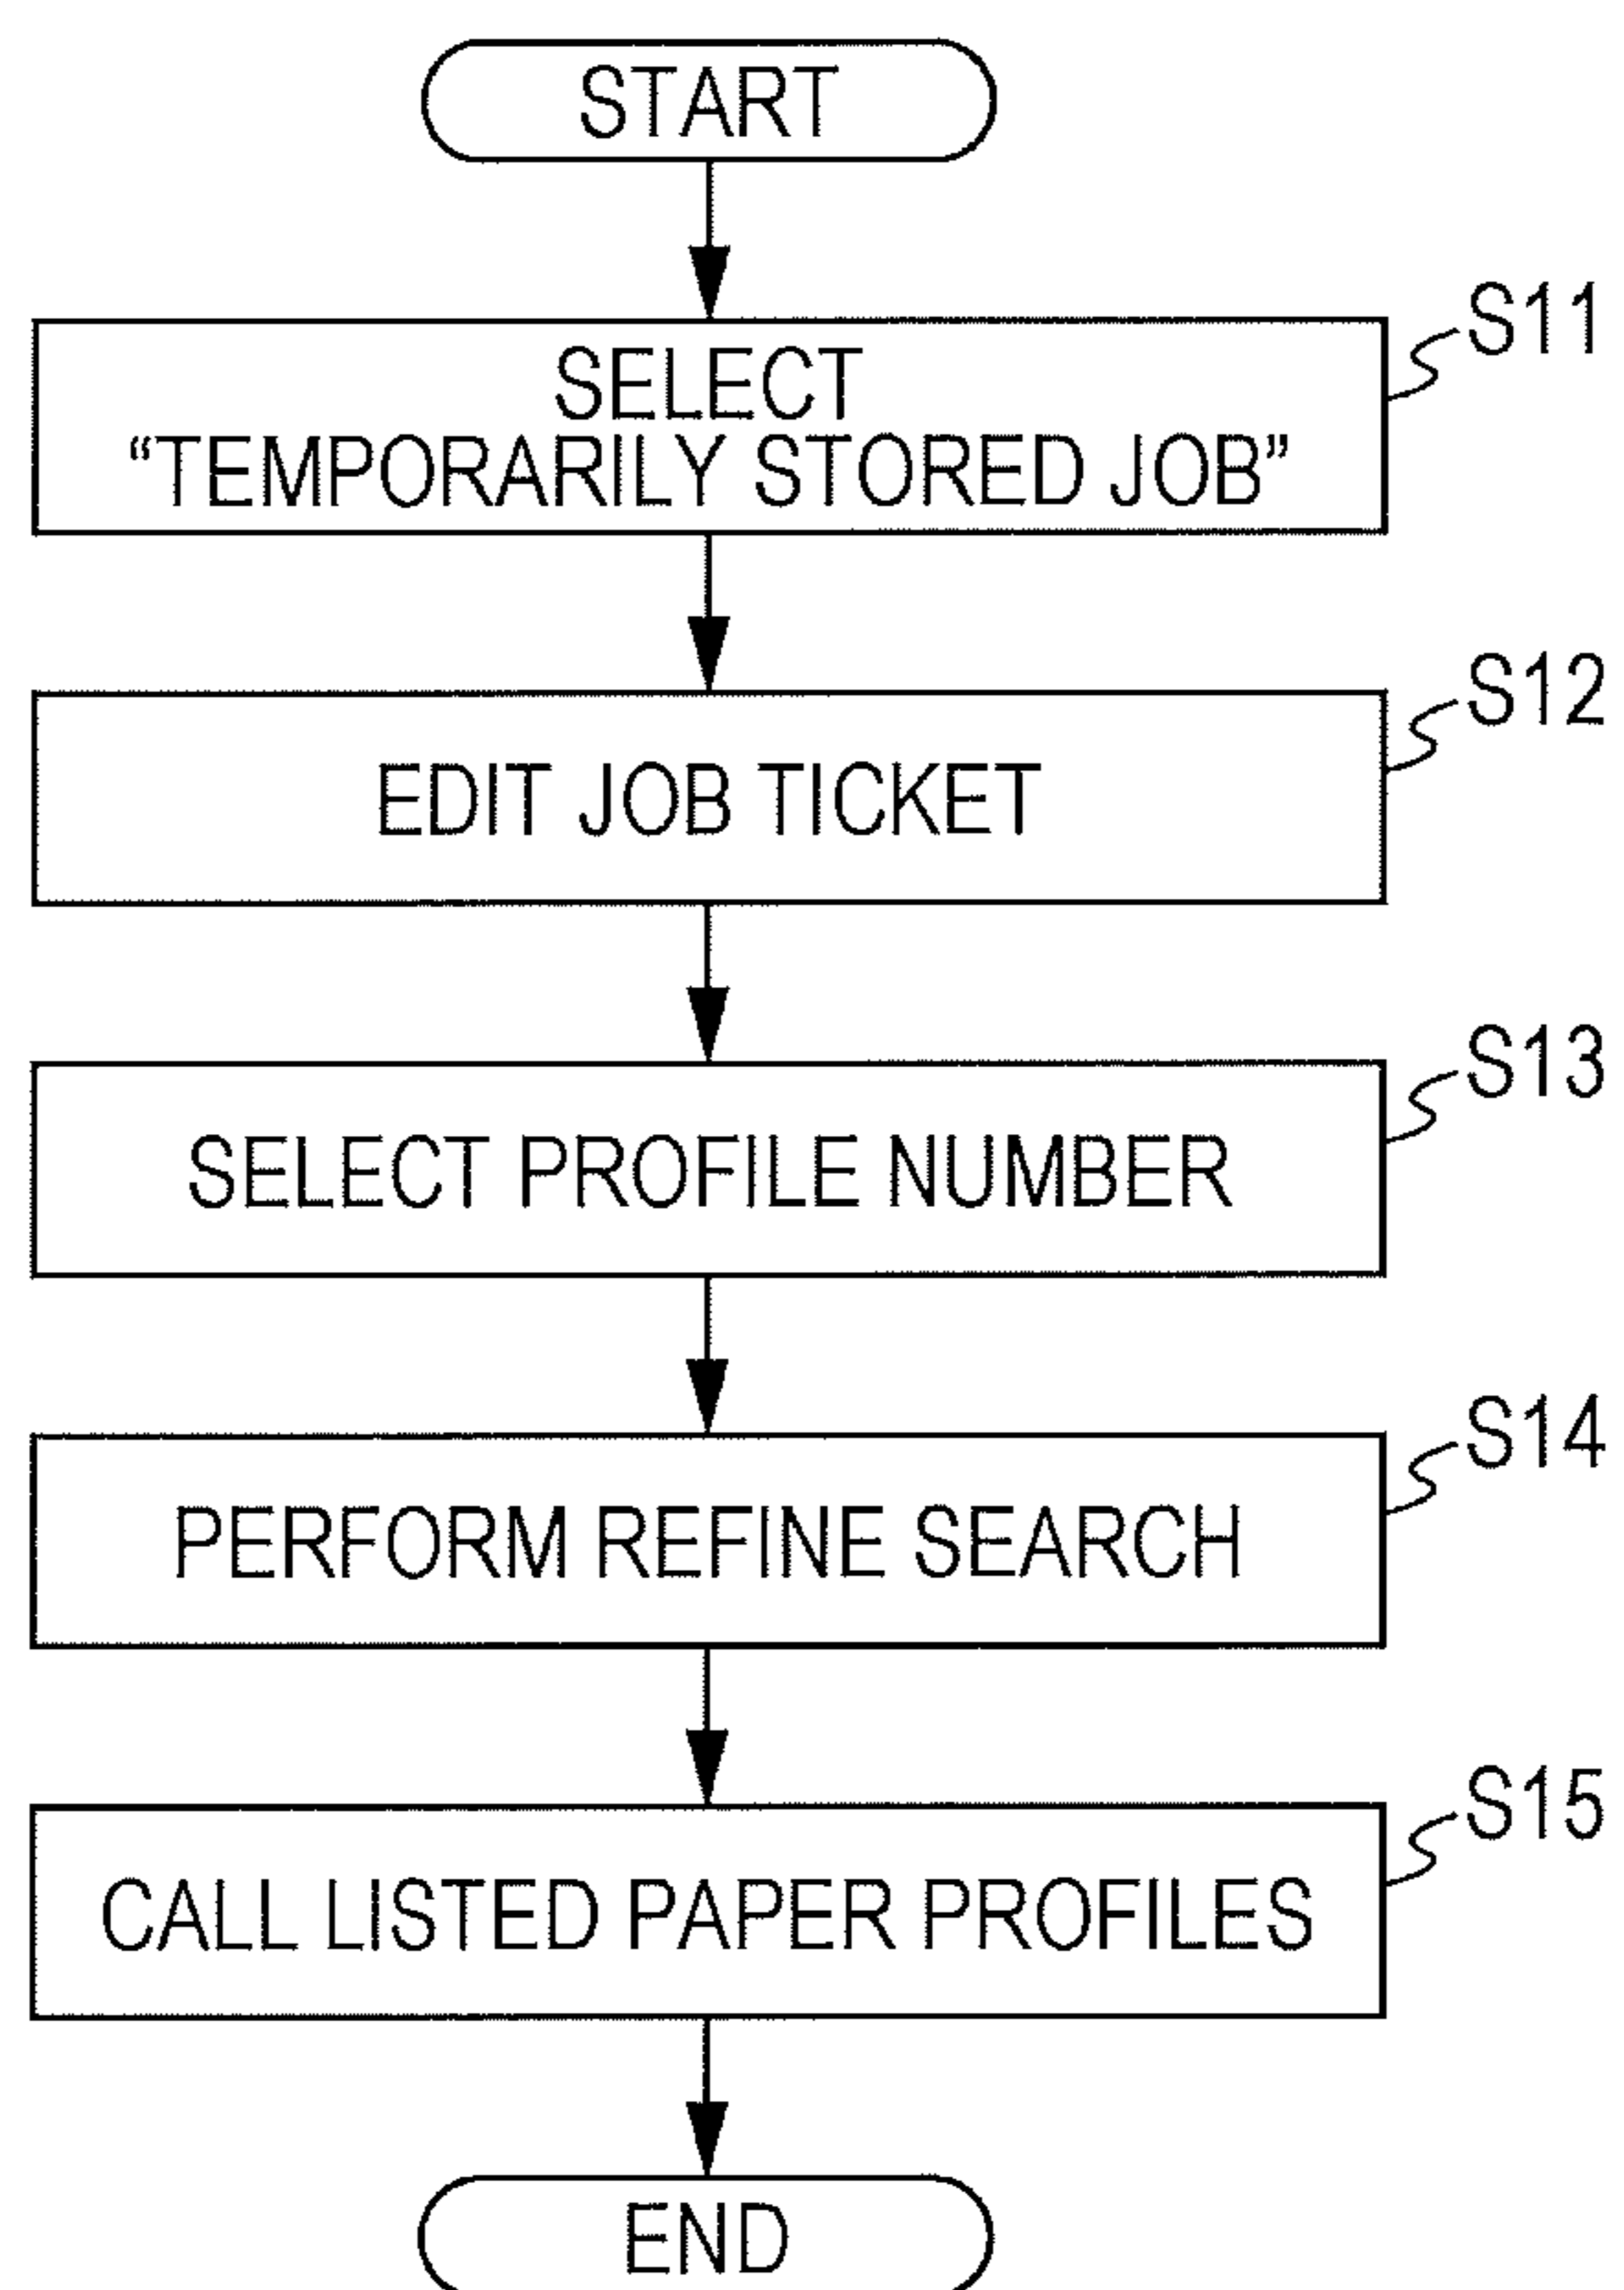 START
S11
SELECT
“TEMPORARILY STORED JOB”
S12
EDIT JOB TICKET
S13
SELECT PROFILE NUMBER
S14
PERFORM REFINE SEARCH
S15
CALL LISTED PAPER PROFILES
END